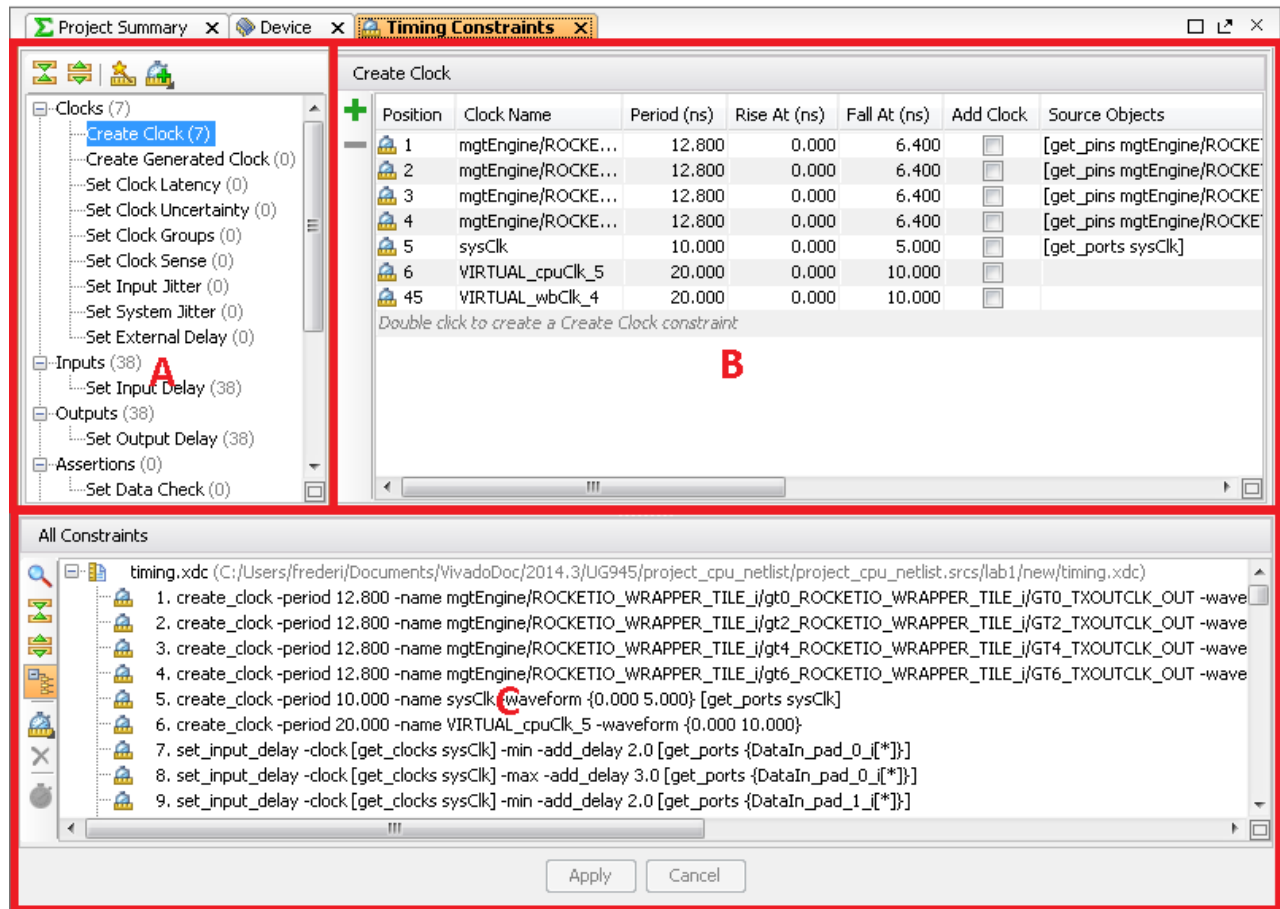 Project Summary X Device X Timing Constraints X
Clocks (7)
Create Clock (7)
Create Generated Clock (0)
Set Clock Latency (0)
Set Clock Uncertainty (0)
Set Clock Groups (0)
Set Clock Sense (0)
Set Input Jitter (0)
Set System Jitter (0)
Set External Delay (0)
Inputs (38)
A
Set Input Delay (38)
Outputs (38)
Set Output Delay (38)
Assertions (0)
Set Data Check (0)
Create Clock
Position Clock Name Period (ns) Rise At (ns) Fall At (ns) Add Clock Source Objects
1 mgtEngine/ROCKE... 12.800 0.000 6.400 [get_pins mgtEngine/ROCKE
2 mgtEngine/ROCKE... 12.800 0.000 6.400 [get_pins mgtEngine/ROCKE
3 mgtEngine/ROCKE... 12.800 0.000 6.400 [get_pins mgtEngine/ROCKE
4 mgtEngine/ROCKE... 12.800 0.000 6.400 [get_pins mgtEngine/ROCKE
5 sysClk 10.000 0.000 5.000 [get_ports sysClk]
6 VIRTUAL_cpuClk_5 20.000 0.000 10.000
45 VIRTUAL_wbClk_4 20.000 0.000 10.000
Double click to create a Create Clock constraint
B
All Constraints
timing.xdc (C:/Users/frederi/Documents/VivadoDoc/2014.3/UG945/project_cpu_netlist/project_cpu_netlist.srcs/lab1/new/timing.xdc)
1. create_clock -period 12.800 -name mgtEngine/ROCKETIO_WRAPPER_TILE_i/gt0_ROCKETIO_WRAPPER_TILE_i/GT0_TXOUTCLK_OUT -wave
2. create_clock -period 12.800 -name mgtEngine/ROCKETIO_WRAPPER_TILE_i/gt2_ROCKETIO_WRAPPER_TILE_i/GT2_TXOUTCLK_OUT -wave
3. create_clock -period 12.800 -name mgtEngine/ROCKETIO_WRAPPER_TILE_i/gt4_ROCKETIO_WRAPPER_TILE_i/GT4_TXOUTCLK_OUT -wave
4. create_clock -period 12.800 -name mgtEngine/ROCKETIO_WRAPPER_TILE_i/gt6_ROCKETIO_WRAPPER_TILE_i/GT6_TXOUTCLK_OUT -wave
5. create_clock -period 10.000 -name sysClk -waveform {0.000 5.000} [get_ports sysClk]
C
6. create_clock -period 20.000 -name VIRTUAL_cpuClk_5 -waveform {0.000 10.000}
7. set_input_delay -clock [get_clocks sysClk] -min -add_delay 2.0 [get_ports {DataIn_pad_0_i[*]}]
8. set_input_delay -clock [get_clocks sysClk] -max -add_delay 3.0 [get_ports {DataIn_pad_0_i[*]}]
9. set_input_delay -clock [get_clocks sysClk] -min -add_delay 2.0 [get_ports {DataIn_pad_1_i[*]}]
Apply Cancel